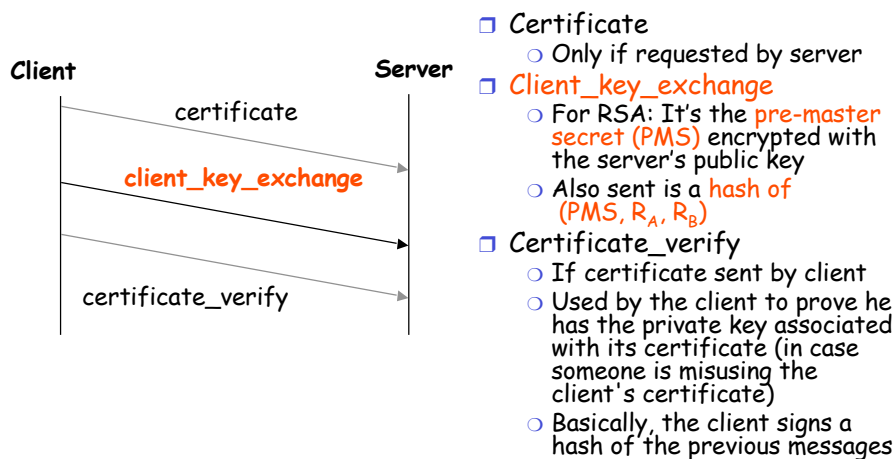 Client
Server
certificate
client_key_exchange
certificate_verify
Certificate
Only if requested by server
Client_key_exchange
For RSA: It's the pre-master
secret (PMS) encrypted with
the server's public key
Also sent is a hash of
(PMS, R_A, R_B)
Certificate_verify
If certificate sent by client
Used by the client to prove he
has the private key associated
with its certificate (in case
someone is misusing the
client's certificate)
Basically, the client signs a
hash of the previous messages